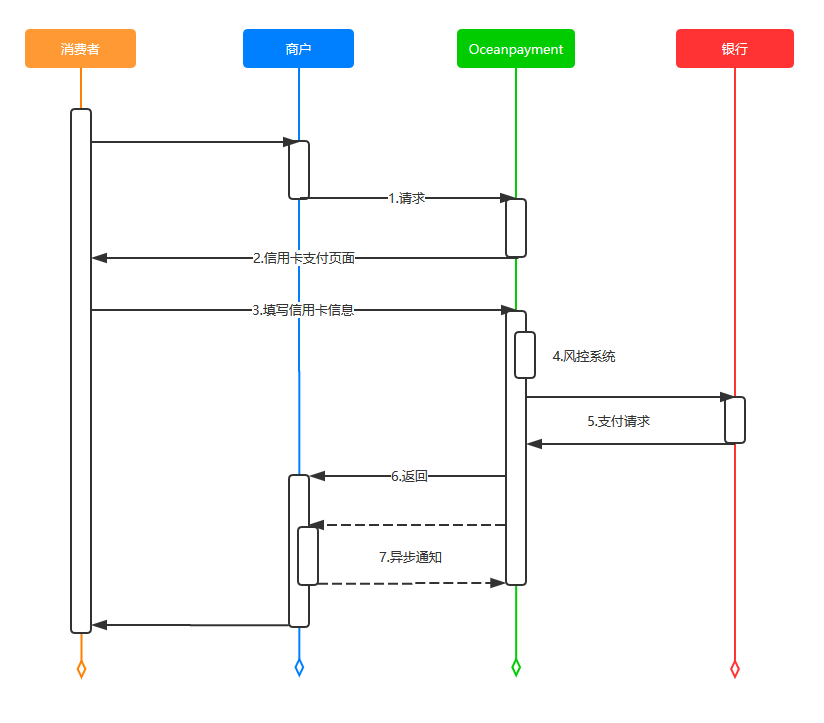 消费者
商户
Oceanpayment
银行
1.请求
2.信用卡支付页面
3.填写信用卡信息
4.风控系统
5.支付请求
6.返回
7.异步通知